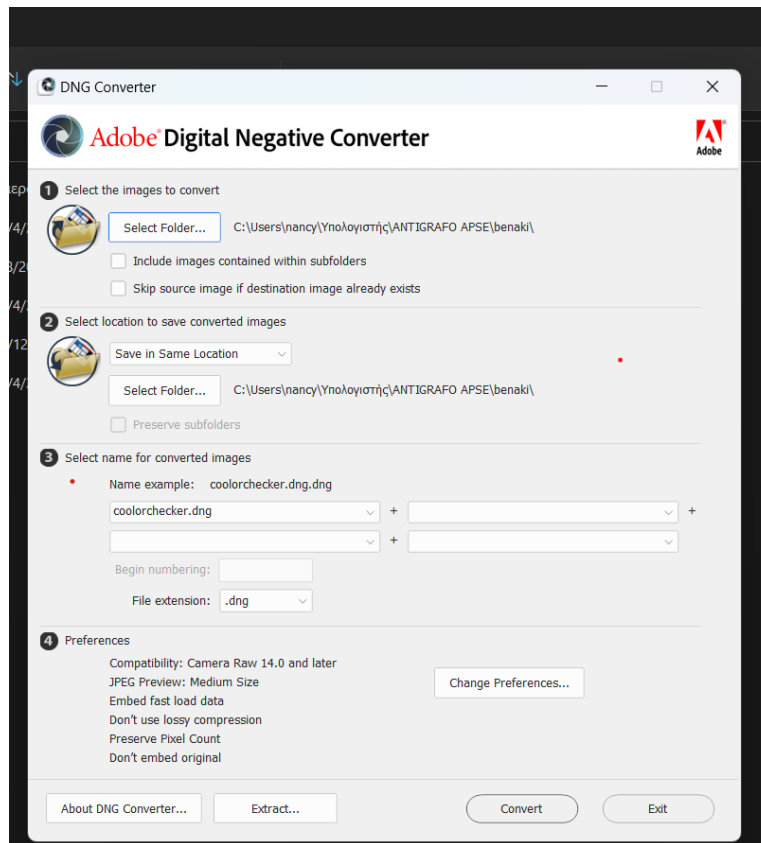 DNG Converter
Adobe® Digital Negative Converter
Adobe
1 Select the images to convert
Select Folder... C:\Users\nancy\Υπολογιστής\ANTIGRAFO APSE\benaki\
Include images contained within subfolders
Skip source image if destination image already exists
2 Select location to save converted images
Save in Same Location
Select Folder... C:\Users\nancy\Υπολογιστής\ANTIGRAFO APSE\benaki\
Preserve subfolders
3 Select name for converted images
Name example: coolorchecker.dng.dng
coolorchecker.dng + +
+
Begin numbering:
File extension: .dng
4 Preferences
Compatibility: Camera Raw 14.0 and later
JPEG Preview: Medium Size
Embed fast load data
Don't use lossy compression
Preserve Pixel Count
Don't embed original
Change Preferences...
About DNG Converter... Extract... Convert Exit